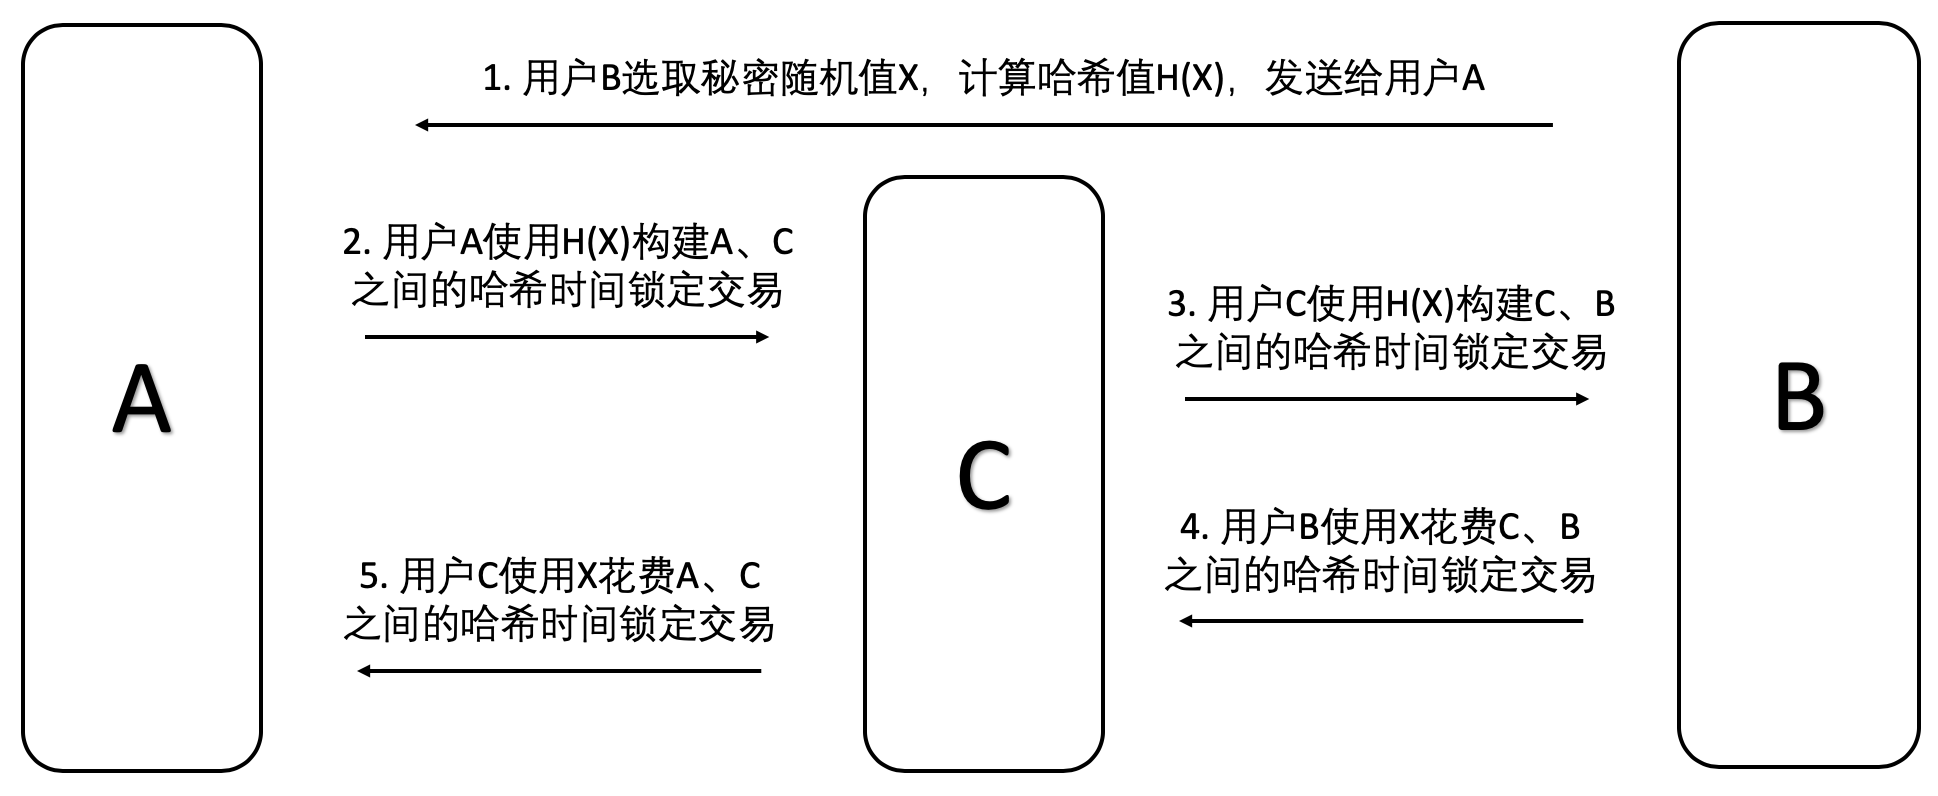 1. 用户B选取秘密随机值X，计算哈希值H(X)，发送给用户A
2. 用户A使用H(X)构建A、C
之间的哈希时间锁定交易
3. 用户C使用H(X)构建C、B
之间的哈希时间锁定交易
A
C
B
4. 用户B使用X花费C、B
之间的哈希时间锁定交易
5. 用户C使用X花费A、C
之间的哈希时间锁定交易